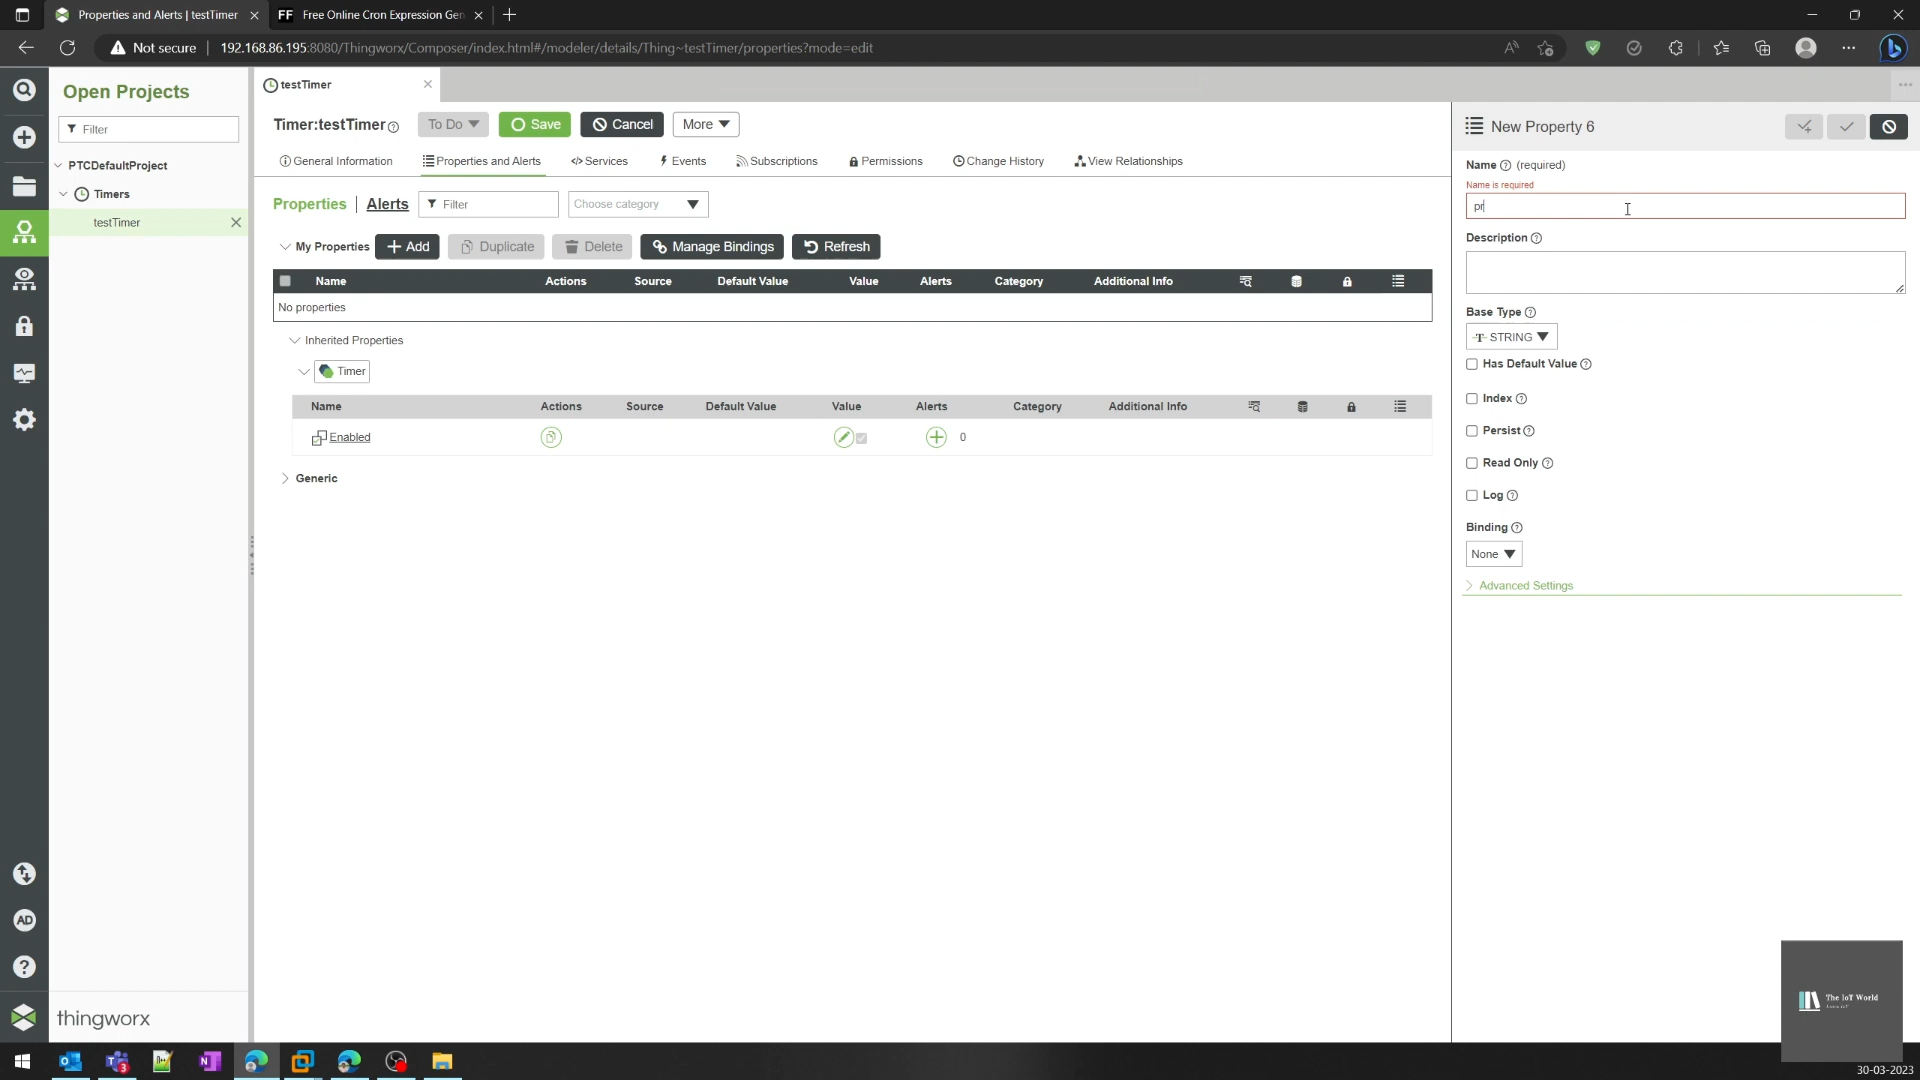 Properties and Alerts | testTimer
FF Free Online Cron Expression Gen
Not secure 192.168.86.195:8080/Thingworx/Composer/index.html#/modeler/details/Thing~testTimer/properties?mode=edit
Open Projects
Filter
PTCDefaultProject
Timers
testTimer
testTimer
Timer:testTimer To Do Save Cancel More
General Information Properties and Alerts Services Events Subscriptions Permissions Change History View Relationships
Properties Alerts Filter Choose category
My Properties Add Duplicate Delete Manage Bindings Refresh
Name Actions Source Default Value Value Alerts Category Additional Info
No properties
Inherited Properties
Timer
Name Actions Source Default Value Value Alerts Category Additional Info
Enabled 0
Generic
New Property 6
Name (required)
Name is required
pr
Description
Base Type
STRING
Has Default Value
Index
Persist
Read Only
Log
Binding
None
Advanced Settings
AD
thingworx
The IoT World
3
N
30-03-2023